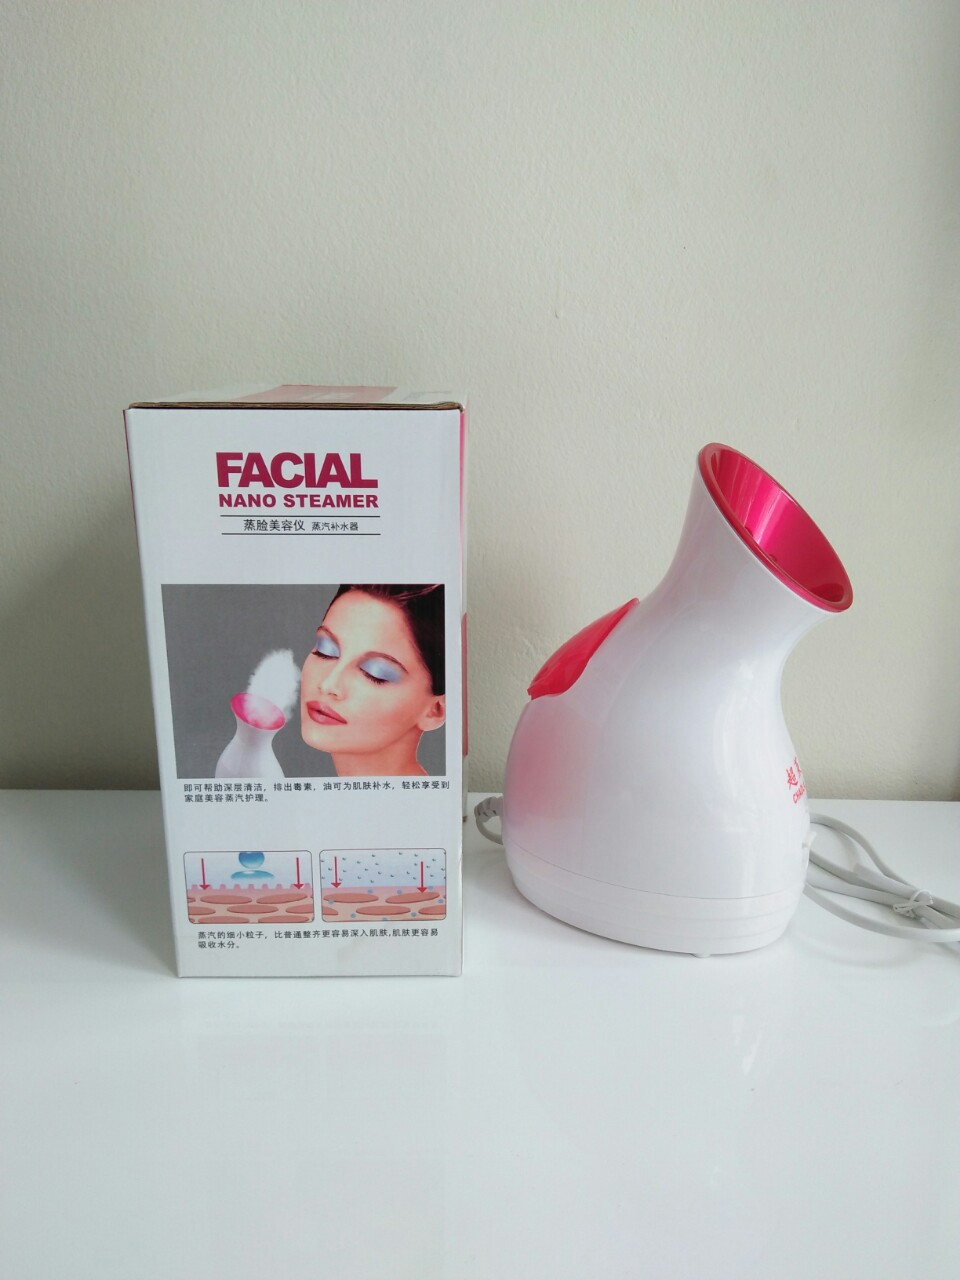 FACIAL
NANO STEAMER
蒸脸美容仪 蒸汽补水器
即可帮助深层清洁，排出毒素，油可为肌肤补水，轻松享受到
家庭美容蒸汽护理。
蒸汽的细小粒子，比普通整齐更容易深入肌肤,肌肤更容易
吸收水分。
超